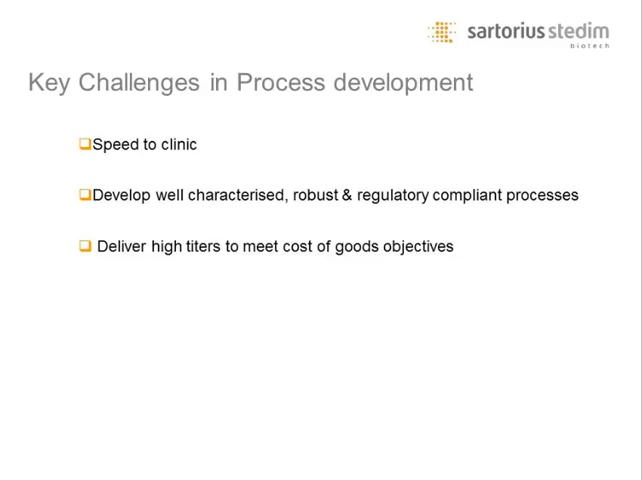 sartorius stedim
biotech
Key Challenges in Process development
Speed to clinic
Develop well characterised, robust & regulatory compliant processes
Deliver high titers to meet cost of goods objectives